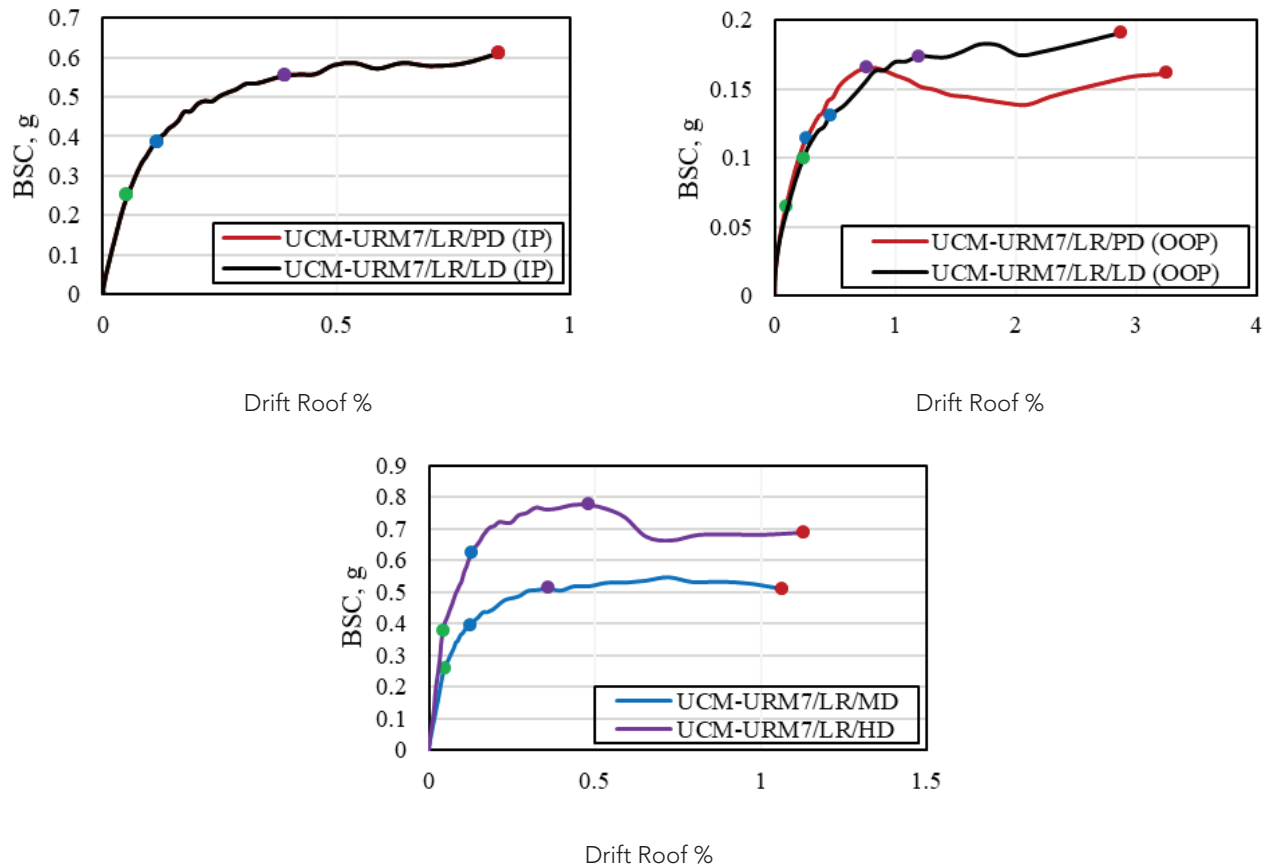 0.7
0.6
0.5
0.4
0.3
0.2
0.1
0
BSC, g
UCM-URM7/LR/PD (IP)
UCM-URM7/LR/LD (IP)
0 0.5 1
Drift Roof %
0.2
0.15
0.1
0.05
0
BSC, g
UCM-URM7/LR/PD (OOP)
UCM-URM7/LR/LD (OOP)
0 1 2 3 4
Drift Roof %
0.9
0.8
0.7
0.6
0.5
0.4
0.3
0.2
0.1
0
BSC, g
UCM-URM7/LR/MD
UCM-URM7/LR/HD
0 0.5 1 1.5
Drift Roof %